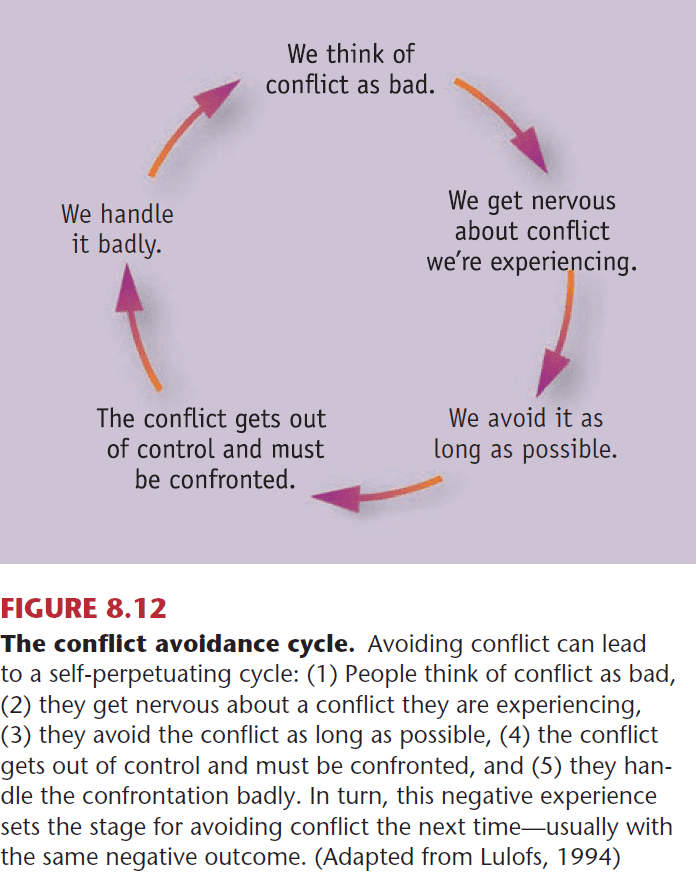 We think of
conflict as bad.
We get nervous
about conflict
we're experiencing.
We avoid it as
long as possible.
The conflict gets out
of control and must
be confronted.
We handle
it badly.
FIGURE 8.12
The conflict avoidance cycle. Avoiding conflict can lead
to a self-perpetuating cycle: (1) People think of conflict as bad,
(2) they get nervous about a conflict they are experiencing,
(3) they avoid the conflict as long as possible, (4) the conflict
gets out of control and must be confronted, and (5) they han-
dle the confrontation badly. In turn, this negative experience
sets the stage for avoiding conflict the next time—usually with
the same negative outcome. (Adapted from Lulofs, 1994)